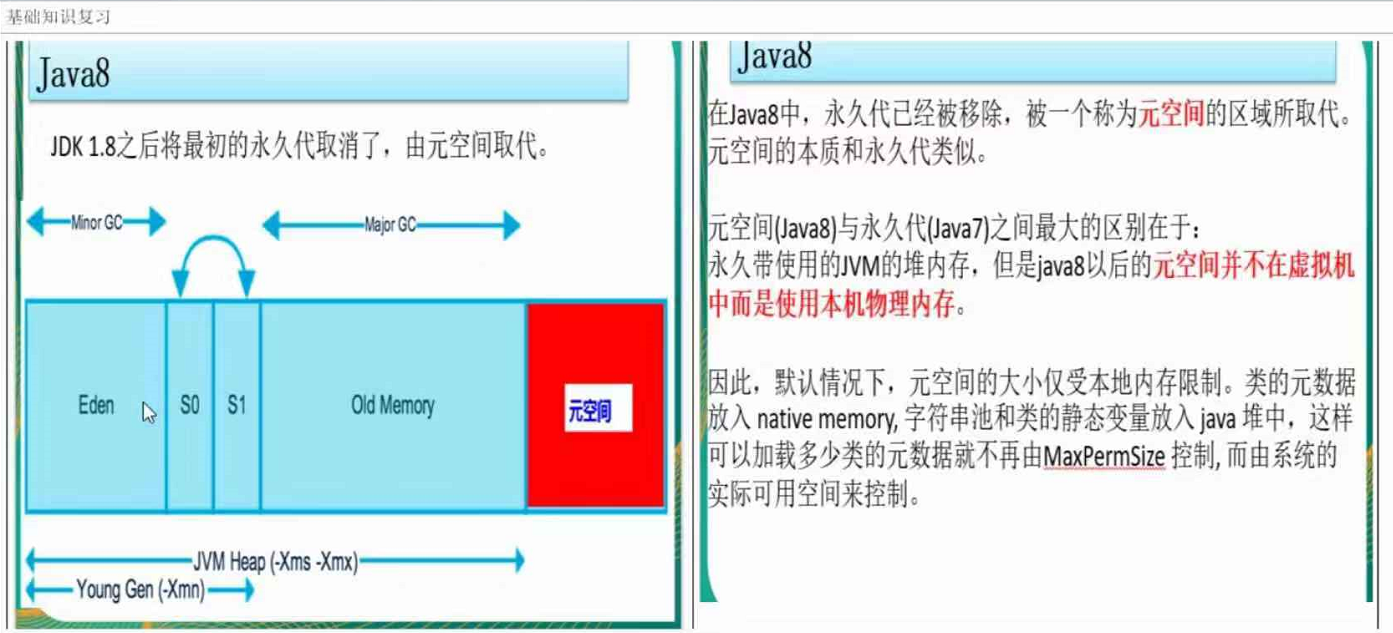 基础知识复习
Java8
JDK 1.8之后将最初的永久代取消了，由元空间取代。
Minor GC
Major GC
Eden
S0
S1
Old Memory
元空间
JVM Heap (-Xms -Xmx)
Young Gen (-Xmn)
Java8
在Java8中，永久代已经被移除，被一个称为元空间的区域所取代。
元空间的本质和永久代类似。
元空间(Java8)与永久代(Java7)之间最大的区别在于：
永久带使用的JVM的堆内存，但是java8以后的元空间并不在虚拟机
中而是使用本机物理内存。
因此，默认情况下，元空间的大小仅受本地内存限制。类的元数据
放入 native memory, 字符串池和类的静态变量放入 java 堆中，这样
可以加载多少类的元数据就不再由MaxPermSize 控制, 而由系统的
实际可用空间来控制。